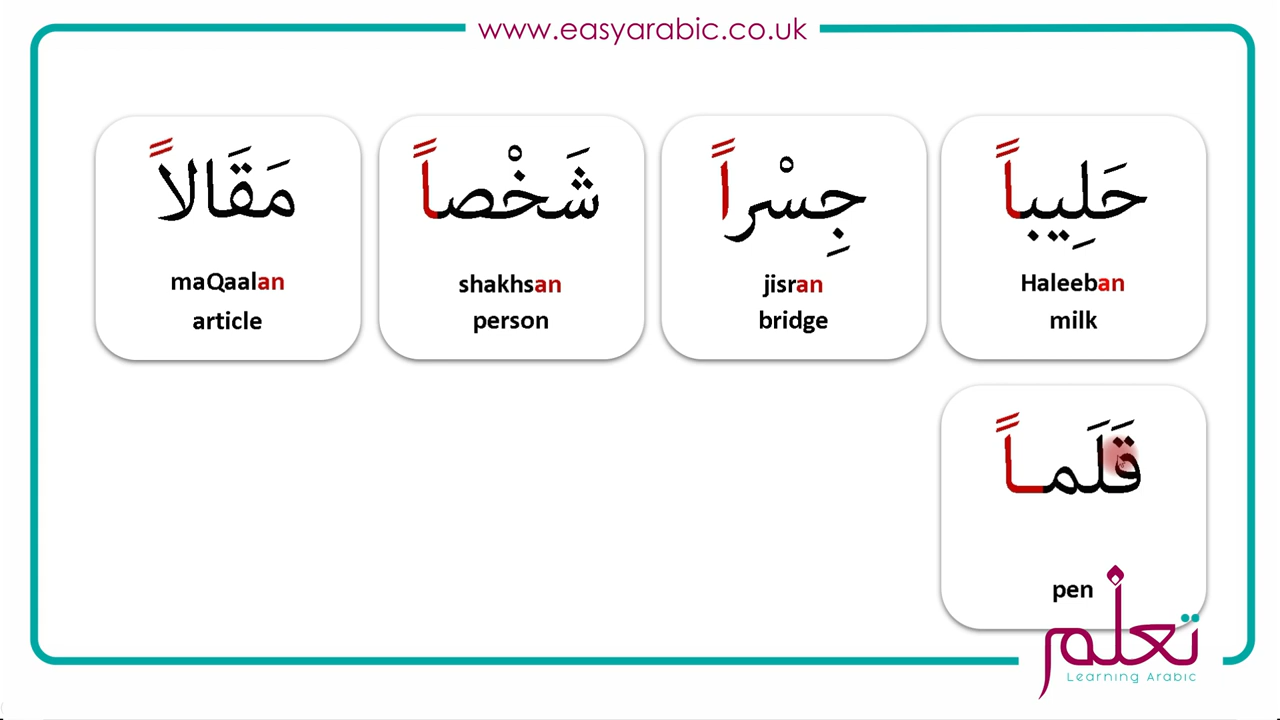 www.easyarabic.co.uk
حَلِيباً
Haleeban
milk
جِسْراً
jisran
bridge
شَخْصاً
shakhsan
person
مَقَالاً
maQaalan
article
قَلَمـاً
pen
تعلم
Learning Arabic